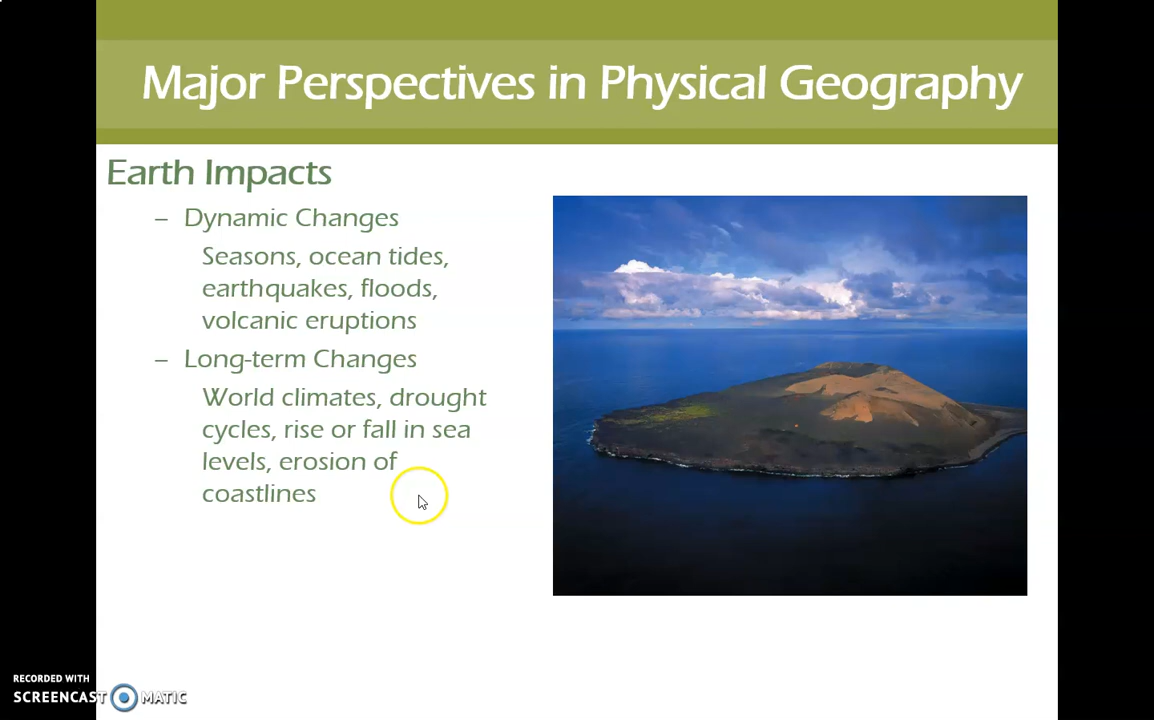 Major Perspectives in Physical Geography
Earth Impacts
– Dynamic Changes
Seasons, ocean tides,
earthquakes, floods,
volcanic eruptions
– Long-term Changes
World climates, drought
cycles, rise or fall in sea
levels, erosion of
coastlines
RECORDED WITH
SCREENCAST MATIC